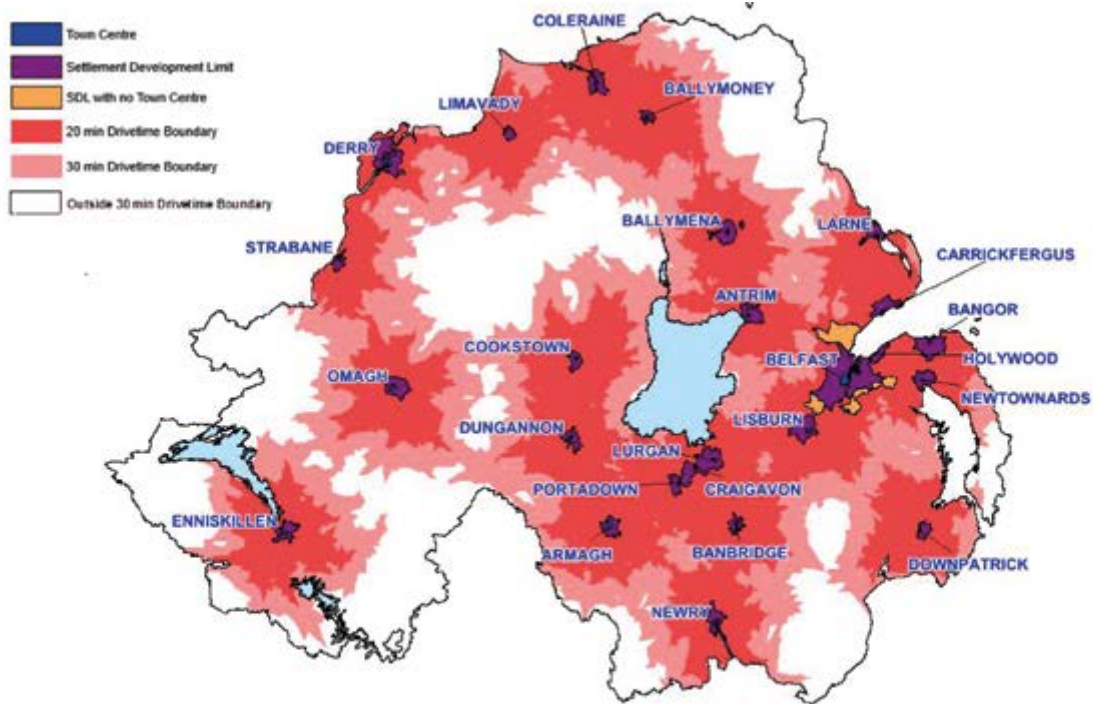 Town Centre
Settlement Development Limit
SDL with no Town Centre
20 min Drivetime Boundary
30 min Drivetime Boundary
Outside 30 min Drivetime Boundary
COLERAINE
LIMAVADY
BALLYMONEY
DERRY
BALLYMENA
LARNE
STRABANE
CARRICKFERGUS
ANTRIM
BANGOR
COOKSTOWN
BELFAST
HOLYWOOD
OMAGH
NEWTOWNARDS
DUNGANNON
LISBURN
LURGAN
PORTADOWN
CRAIGAVON
ENNISKILLEN
ARMAGH
BANBRIDGE
DOWNPATRICK
NEWRY